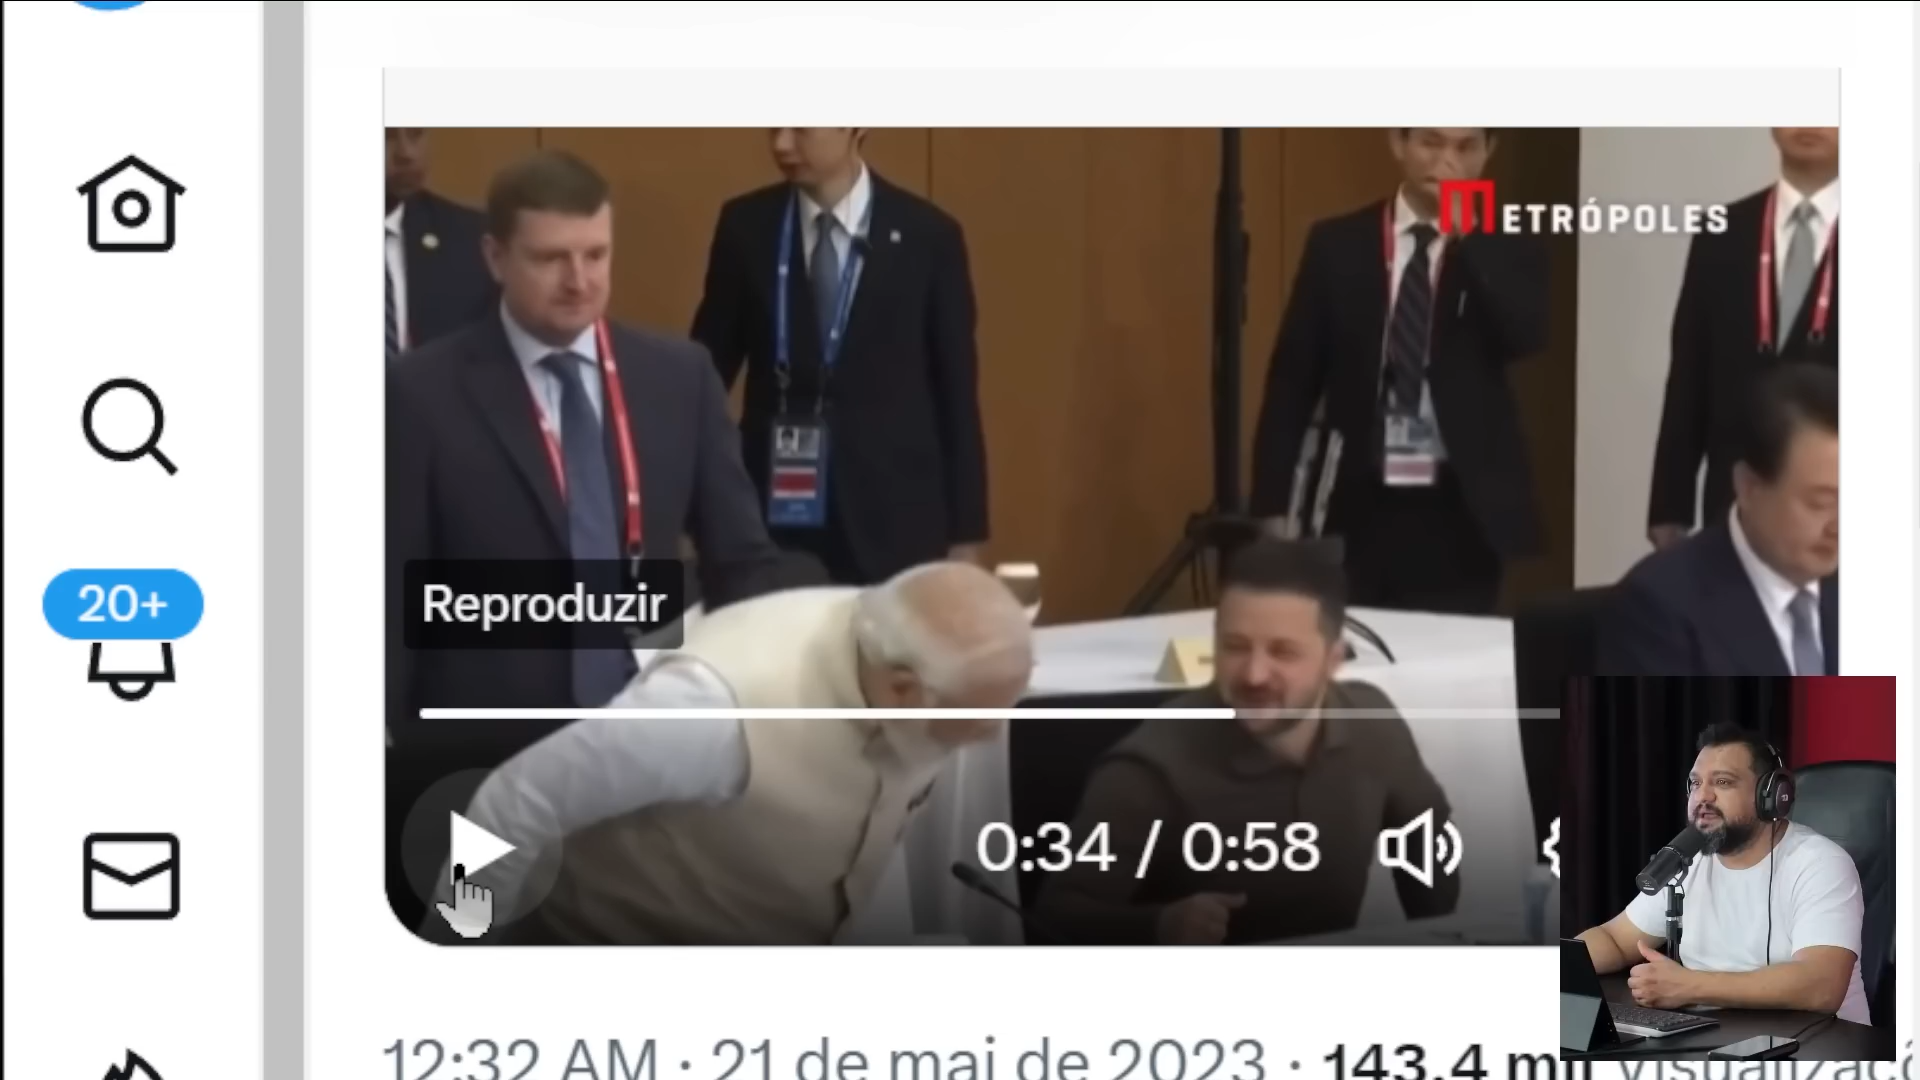 METRÓPOLES
20+
Reproduzir
0:34 / 0:58
12:32 AM · 21 de mai de 2023 · 143,4 mil